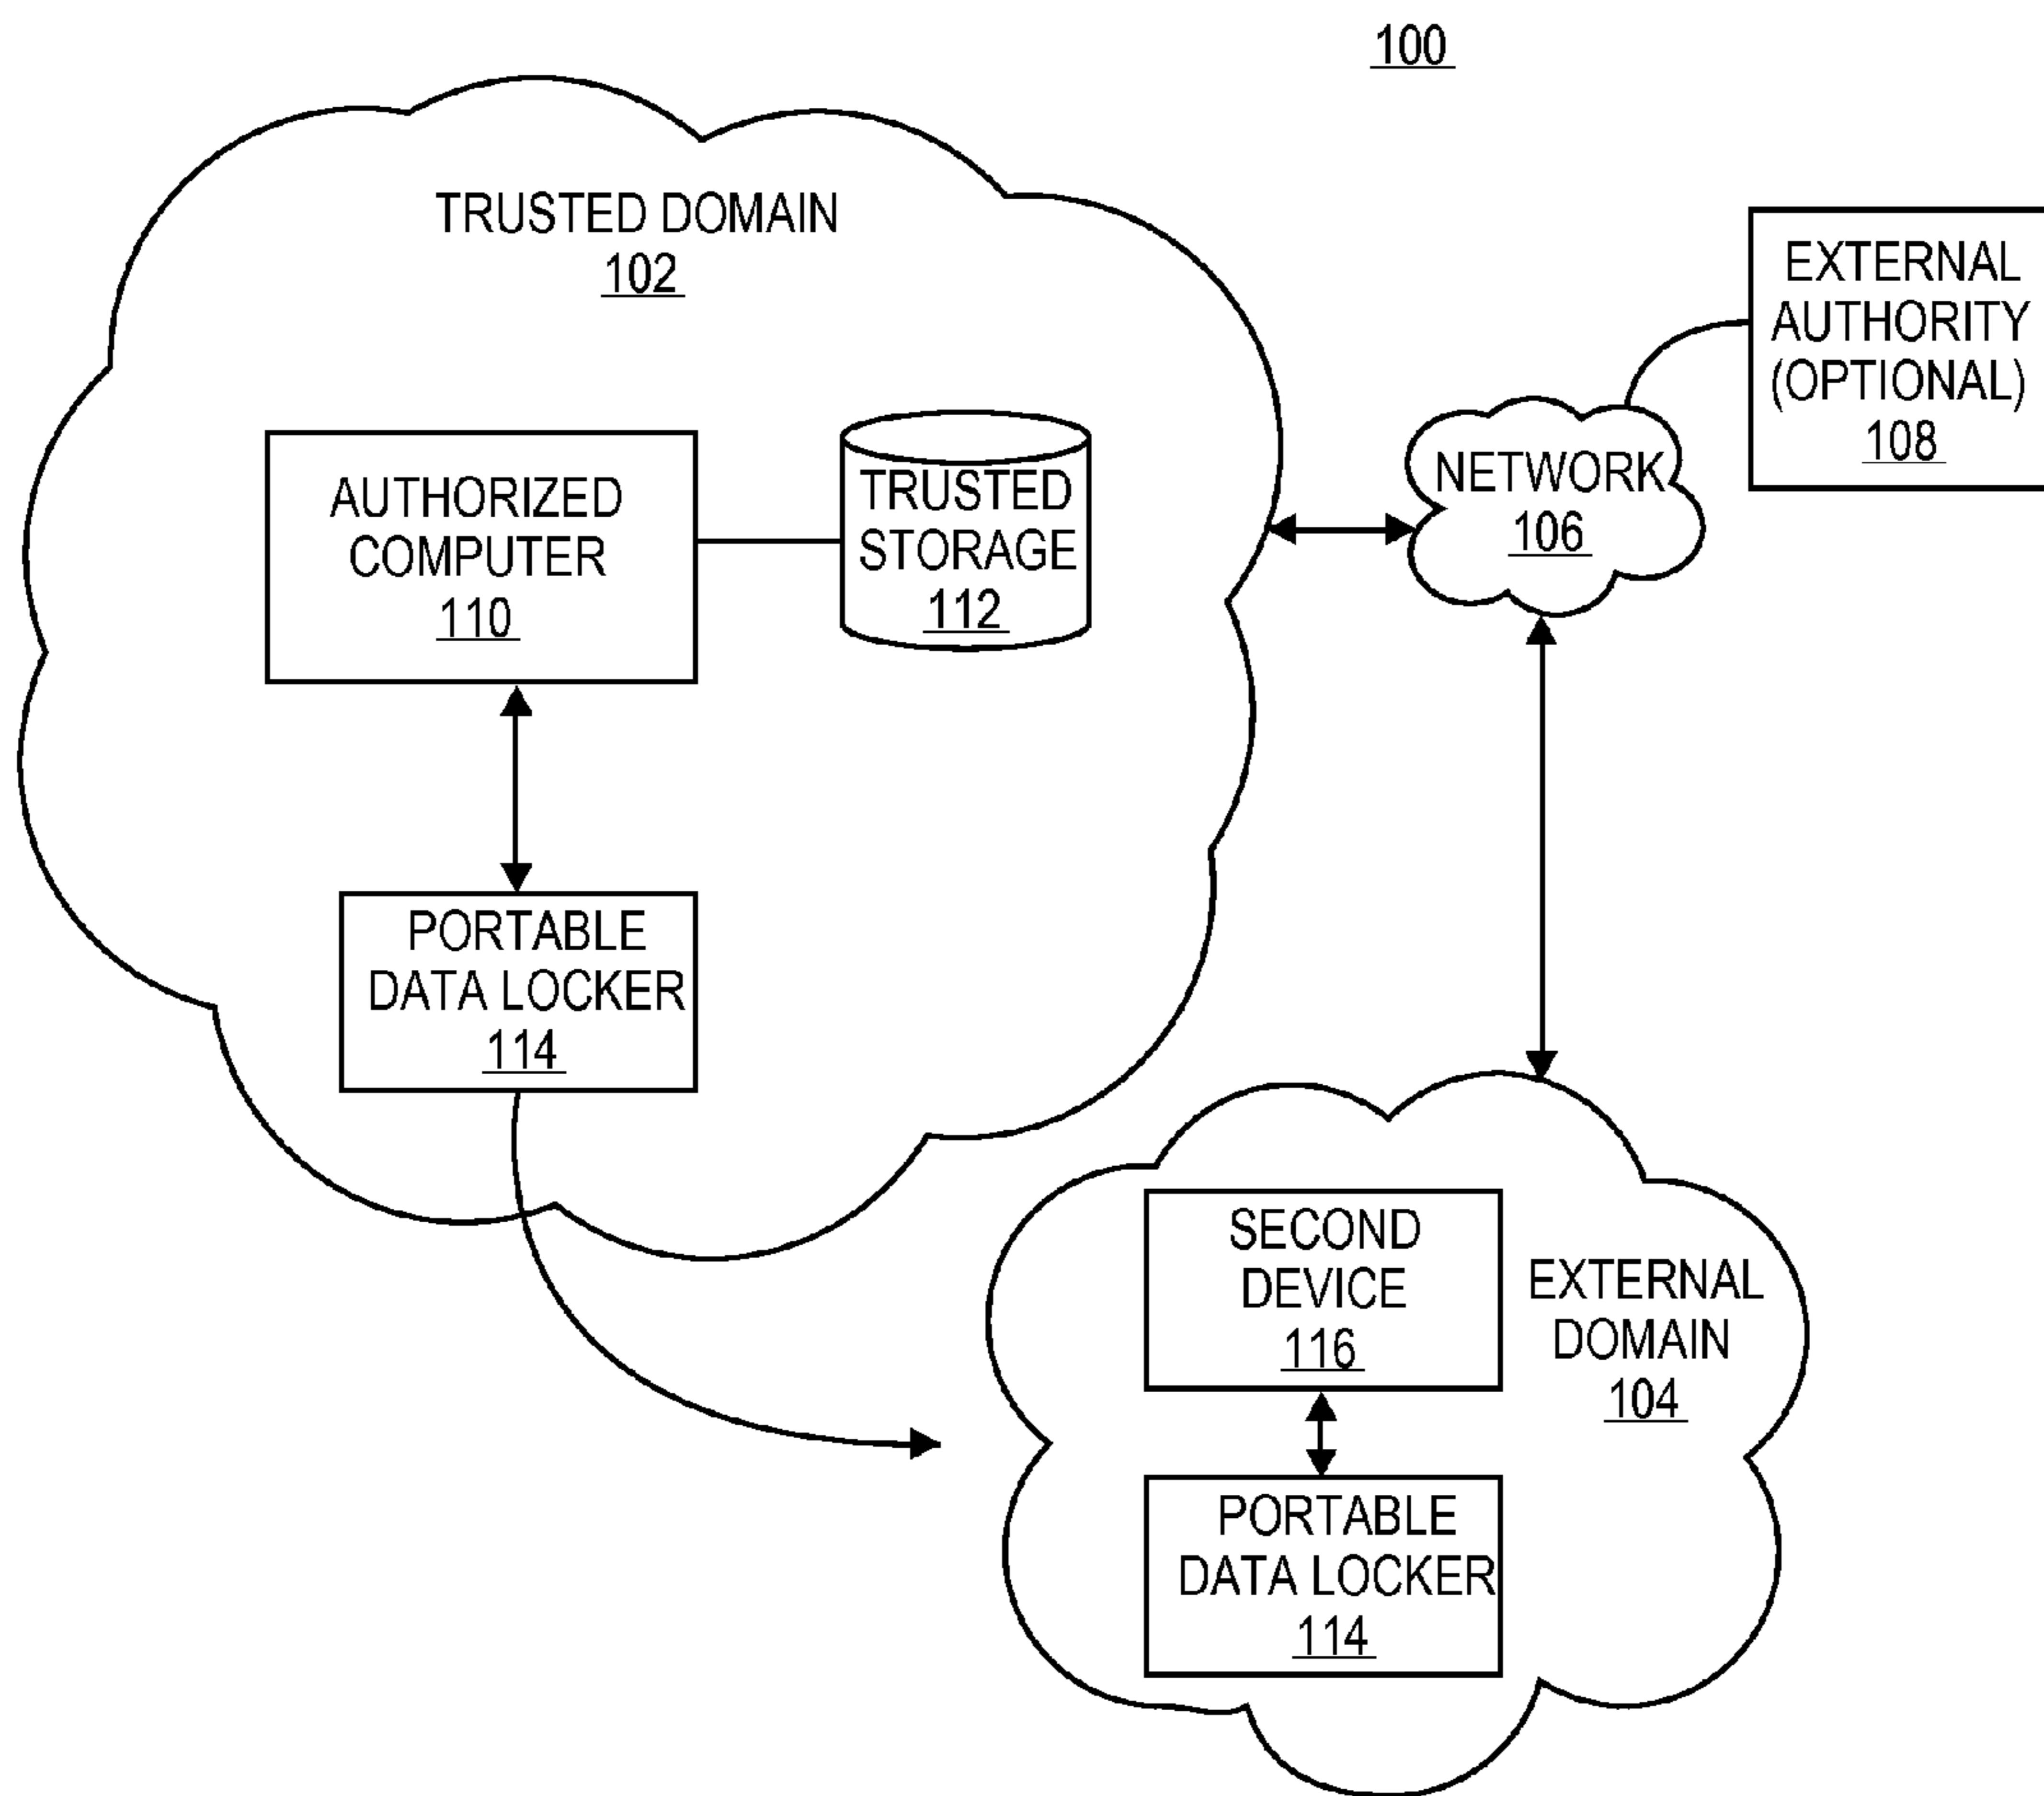 100
TRUSTED DOMAIN
102
EXTERNAL
AUTHORITY
(OPTIONAL)
108
NETWORK
106
AUTHORIZED
COMPUTER
110
TRUSTED
STORAGE
112
PORTABLE
DATA LOCKER
114
SECOND
DEVICE
116
EXTERNAL
DOMAIN
104
PORTABLE
DATA LOCKER
114